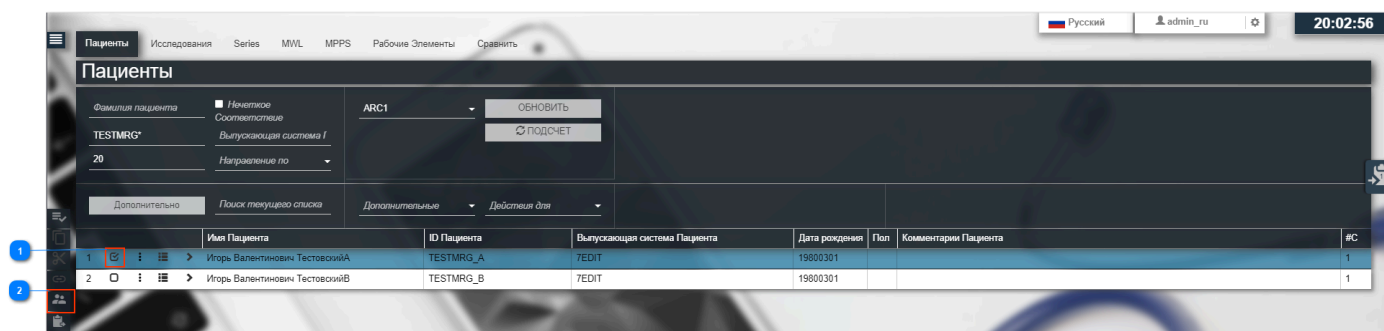 Русский admin_ru 20:02:56
Пациенты Исследования Series MWL MPPS Рабочие Элементы Сравнить
Пациенты
Фамилия пациента Нечеткое Соответствие ARC1 ОБНОВИТЬ
TESTMRG* Выпускающая система I ПОДСЧЕТ
20 Направление по
Дополнительно Поиск текущего списка Дополнительные Действия для
Имя Пациента ID Пациента Выпускающая система Пациента Дата рождения Пол Комментарии Пациента #С
1 1 Игорь Валентинович ТестовскийА TESTMRG_A 7EDIT 19800301 1
2 Игорь Валентинович ТестовскийВ TESTMRG_B 7EDIT 19800301 1
2